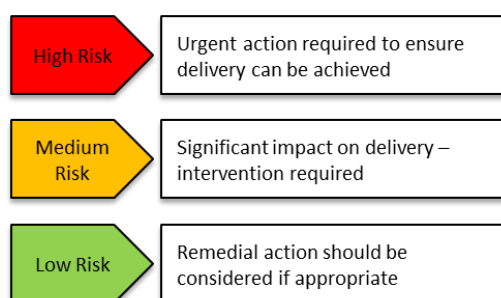 High Risk
Urgent action required to ensure
delivery can be achieved
Medium
Risk
Significant impact on delivery –
intervention required
Low Risk
Remedial action should be
considered if appropriate